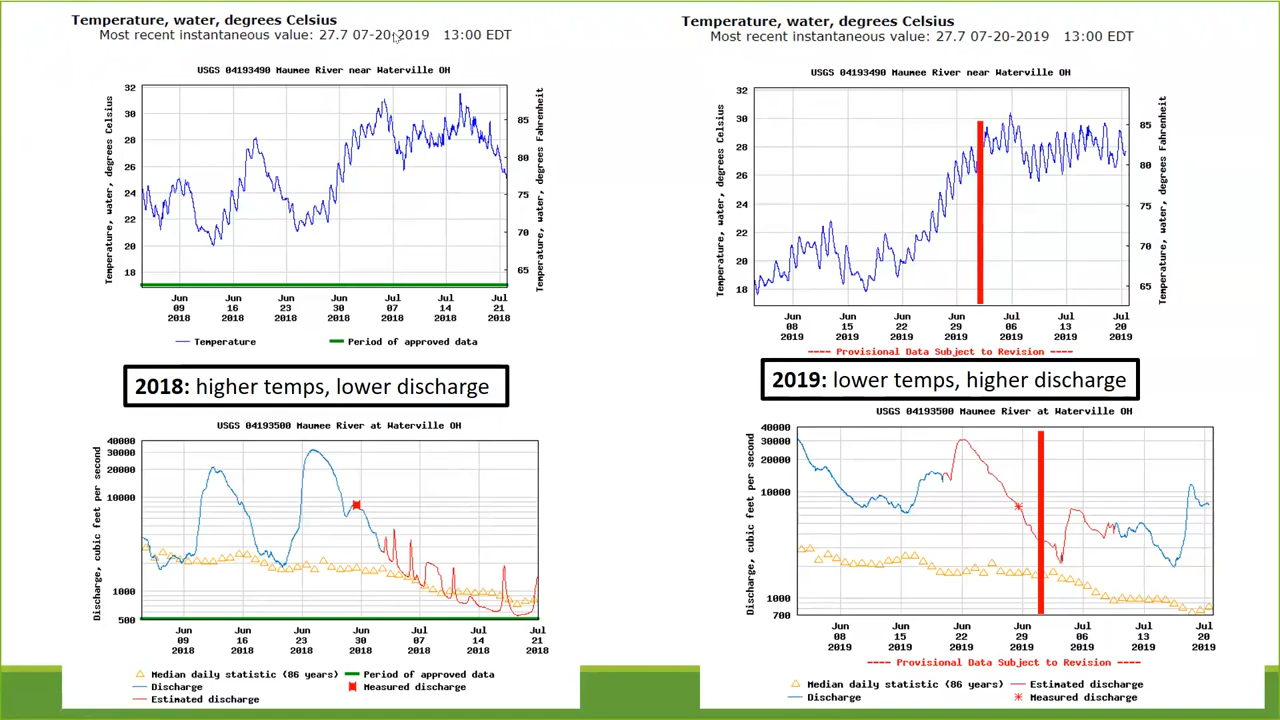 Temperature, water, degrees Celsius
Most recent instantaneous value: 27.7 07-20-2019 13:00 EDT
USGS 04193490 Maumee River near Waterville OH
Temperature, water, degrees Celsius
32
30
28
26
24
22
20
18
Temperature, water, degrees Fahrenheit
85
80
75
70
65
Jun 09 2018
Jun 16 2018
Jun 23 2018
Jun 30 2018
Jul 07 2018
Jul 14 2018
Jul 21 2018
Temperature
Period of approved data
2018: higher temps, lower discharge
USGS 04193500 Maumee River at Waterville OH
Discharge, cubic feet per second
40000
30000
20000
10000
1000
500
Jun 09 2018
Jun 16 2018
Jun 23 2018
Jun 30 2018
Jul 07 2018
Jul 14 2018
Jul 21 2018
Median daily statistic (86 years)
Period of approved data
Discharge
Measured discharge
Estimated discharge
Temperature, water, degrees Celsius
Most recent instantaneous value: 27.7 07-20-2019 13:00 EDT
USGS 04193490 Maumee River near Waterville OH
Temperature, water, degrees Celsius
32
30
28
26
24
22
20
18
Temperature, water, degrees Fahrenheit
85
80
75
70
65
Jun 08 2019
Jun 15 2019
Jun 22 2019
Jun 29 2019
Jul 06 2019
Jul 13 2019
Jul 20 2019
---- Provisional Data Subject to Revision ----
2019: lower temps, higher discharge
USGS 04193500 Maumee River at Waterville OH
Discharge, cubic feet per second
40000
30000
20000
10000
1000
700
Jun 08 2019
Jun 15 2019
Jun 22 2019
Jun 29 2019
Jul 06 2019
Jul 13 2019
Jul 20 2019
---- Provisional Data Subject to Revision ----
Median daily statistic (86 years)
Estimated discharge
Discharge
Measured discharge